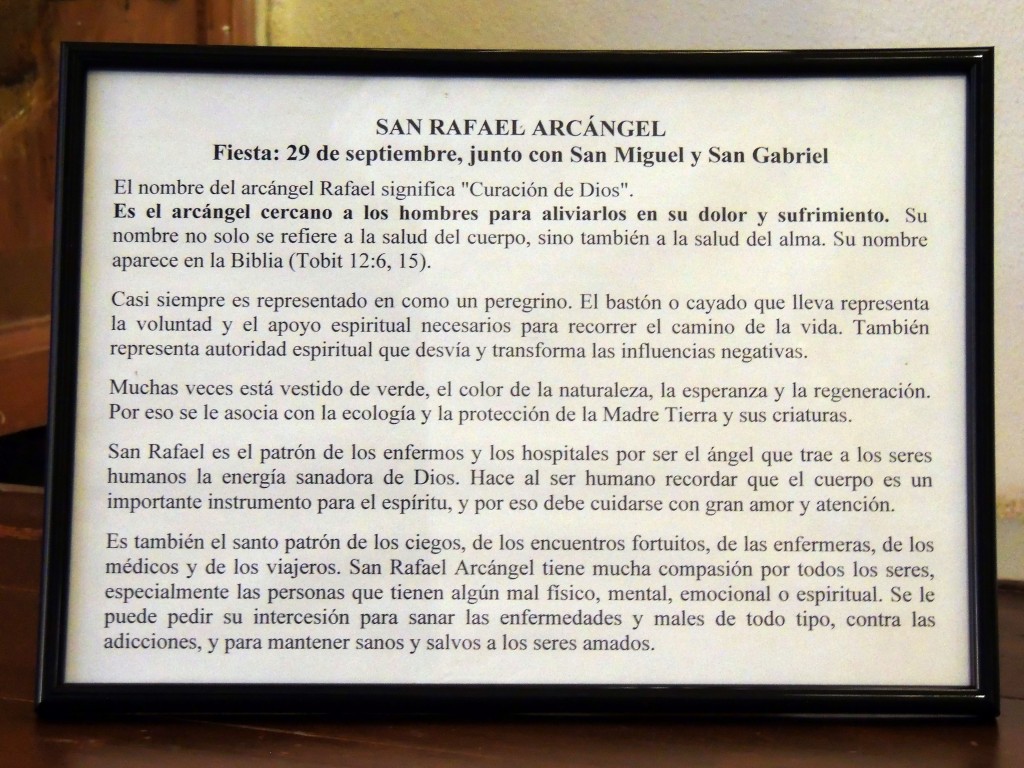 SAN RAFAEL ARCÁNGEL
Fiesta: 29 de septiembre, junto con San Miguel y San Gabriel
El nombre del arcángel Rafael significa "Curación de Dios".
Es el arcángel cercano a los hombres para aliviarlos en su dolor y sufrimiento. Su
nombre no solo se refiere a la salud del cuerpo, sino también a la salud del alma. Su nombre
aparece en la Biblia (Tobit 12:6, 15).
Casi siempre es representado en como un peregrino. El bastón o cayado que lleva representa
la voluntad y el apoyo espiritual necesarios para recorrer el camino de la vida. También
representa autoridad espiritual que desvía y transforma las influencias negativas.
Muchas veces está vestido de verde, el color de la naturaleza, la esperanza y la regeneración.
Por eso se le asocia con la ecología y la protección de la Madre Tierra y sus criaturas.
San Rafael es el patrón de los enfermos y los hospitales por ser el ángel que trae a los seres
humanos la energía sanadora de Dios. Hace al ser humano recordar que el cuerpo es un
importante instrumento para el espíritu, y por eso debe cuidarse con gran amor y atención.
Es también el santo patrón de los ciegos, de los encuentros fortuitos, de las enfermeras, de los
médicos y de los viajeros. San Rafael Arcángel tiene mucha compasión por todos los seres,
especialmente las personas que tienen algún mal físico, mental, emocional o espiritual. Se le
puede pedir su intercesión para sanar las enfermedades y males de todo tipo, contra las
adicciones, y para mantener sanos y salvos a los seres amados.